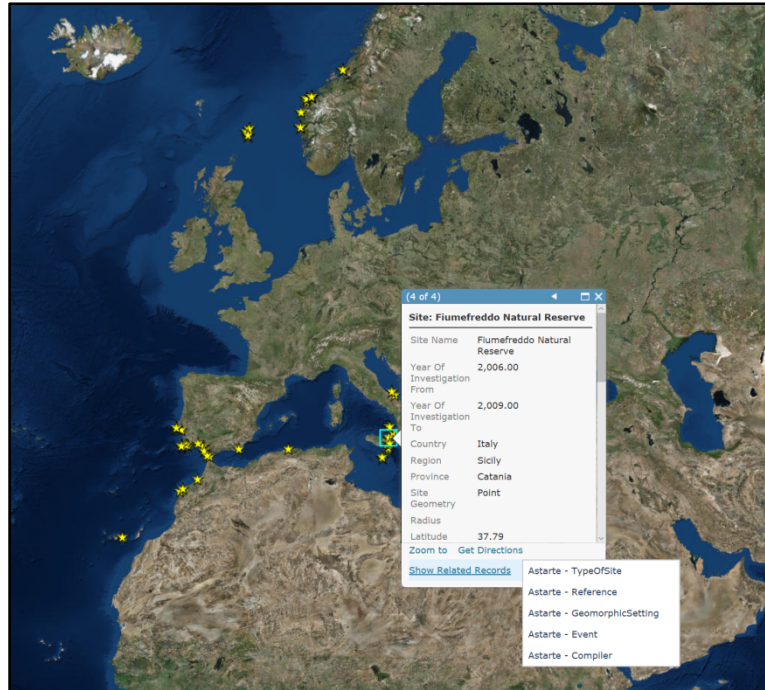 (4 of 4)
Site: Fiumefreddo Natural Reserve
Site Name Fiumefreddo Natural
Reserve
Year Of 2,006.00
Investigation
From
Year Of 2,009.00
Investigation
To
Country Italy
Region Sicily
Province Catania
Site Point
Geometry
Radius
Latitude 37.79
Zoom to Get Directions
Show Related Records
Astarte - TypeOfSite
Astarte - Reference
Astarte - GeomorphicSetting
Astarte - Event
Astarte - Compiler